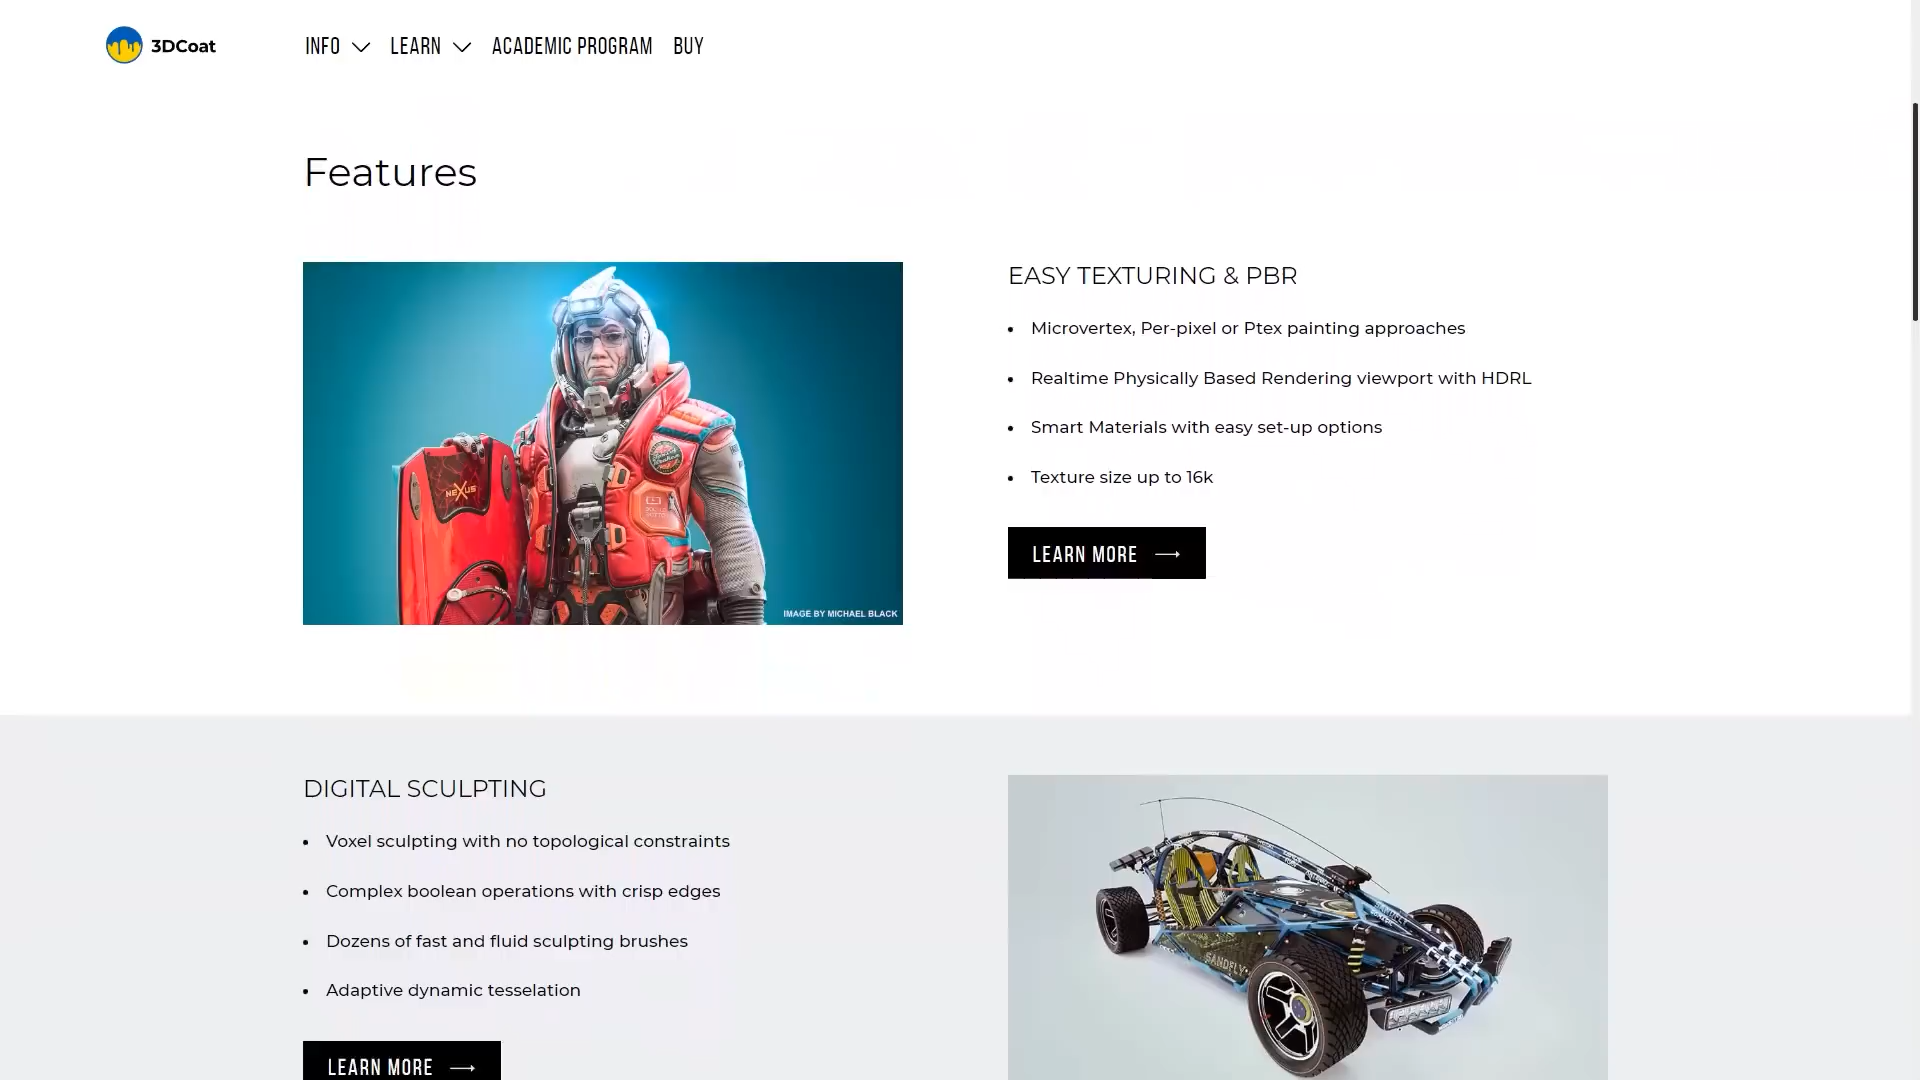 3DCoat
INFO
LEARN
ACADEMIC PROGRAM
BUY
Features
NEXUS
IMAGE BY MICHAEL BLACK
EASY TEXTURING & PBR
• Microvertex, Per-pixel or Ptex painting approaches
• Realtime Physically Based Rendering viewport with HDRL
• Smart Materials with easy set-up options
• Texture size up to 16k
LEARN MORE
DIGITAL SCULPTING
• Voxel sculpting with no topological constraints
• Complex boolean operations with crisp edges
• Dozens of fast and fluid sculpting brushes
• Adaptive dynamic tesselation
LEARN MORE
SANDFLY